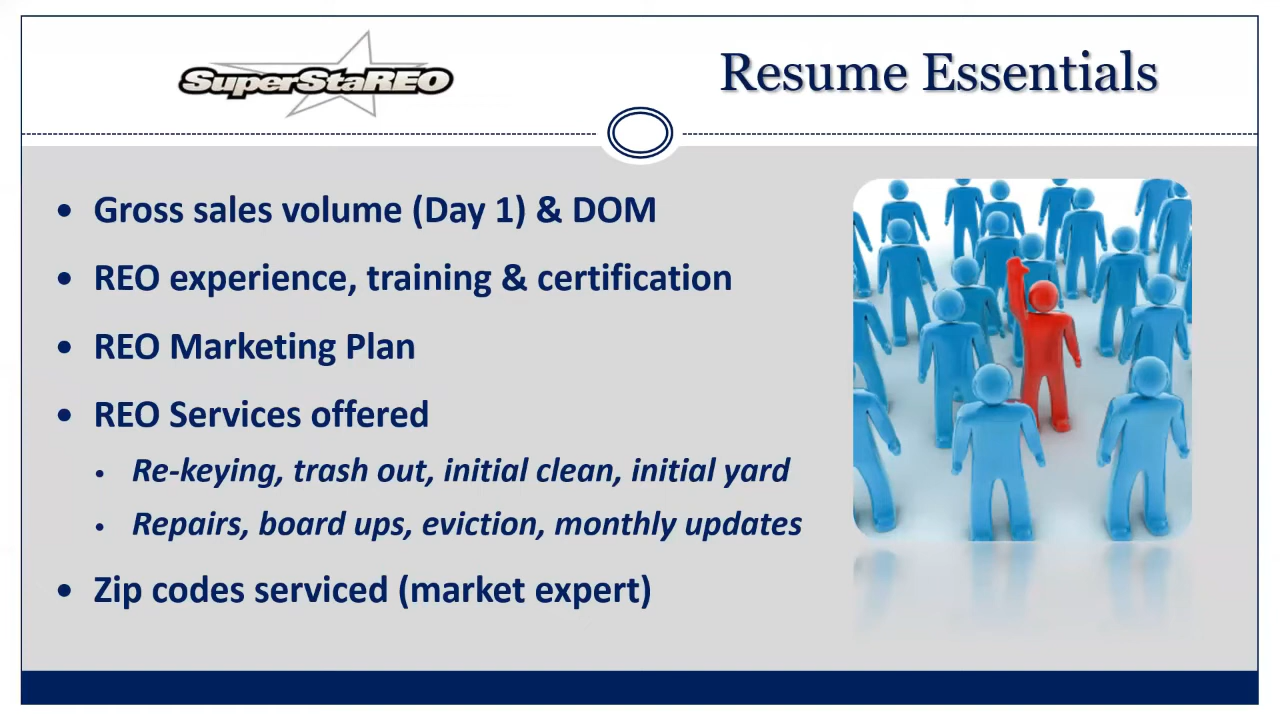 SuperStaREO
Resume Essentials
• Gross sales volume (Day 1) & DOM
• REO experience, training & certification
• REO Marketing Plan
• REO Services offered
• Re-keying, trash out, initial clean, initial yard
• Repairs, board ups, eviction, monthly updates
• Zip codes serviced (market expert)